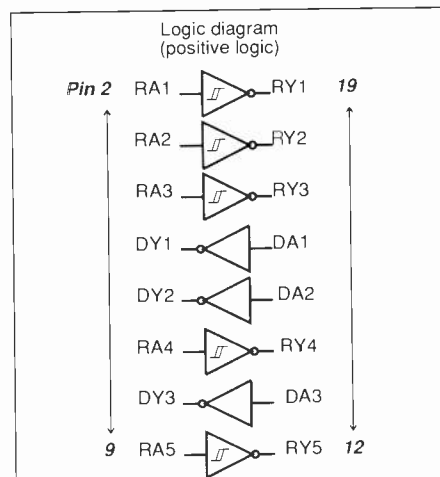 Logic diagram
(positive logic)
Pin 2 RA1 RY1 19
RA2 RY2
RA3 RY3
DY1 DA1
DY2 DA2
RA4 RY4
DY3 DA3
9 RA5 RY5 12